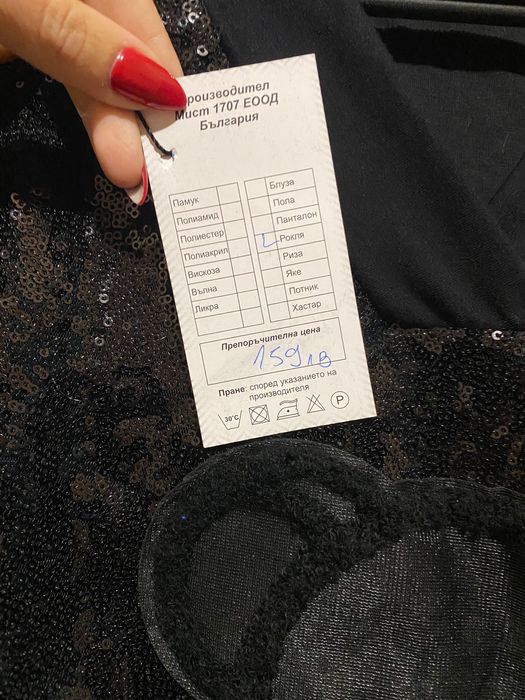 Производител
Мист 1707 ЕООД
България
Памук
Полиамид
Полиестер
Полиакрил
Вискоза
Вълна
Ликра
Блуза
Пола
Панталон
Рокля
Риза
Яке
Потник
Хастар
Препоръчителна цена
159лв
Пране: според указанието на
производителя
30°C
P